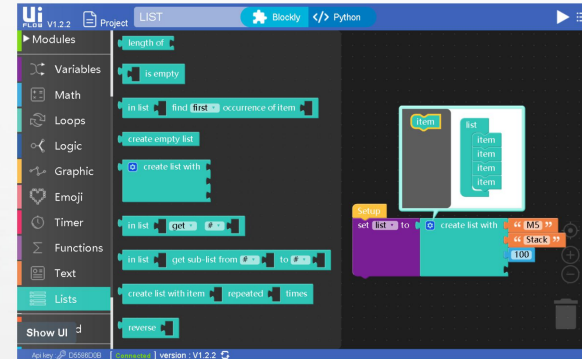 Ui
FLOW V1.2.2
Project
LIST
Blockly
</> Python
Modules
Variables
Math
Loops
Logic
Graphic
Emoji
Timer
Functions
Text
Lists
Show UI
length of
is empty
in list find first occurrence of item
create empty list
create list with
in list get #
in list get sub-list from # to #
create list with item repeated times
reverse
item
list
item
item
item
item
Setup
set list to create list with “ M5 ”
“ Stack ”
100
Api key D5586D0B [ Connected ] version : V1.2.2